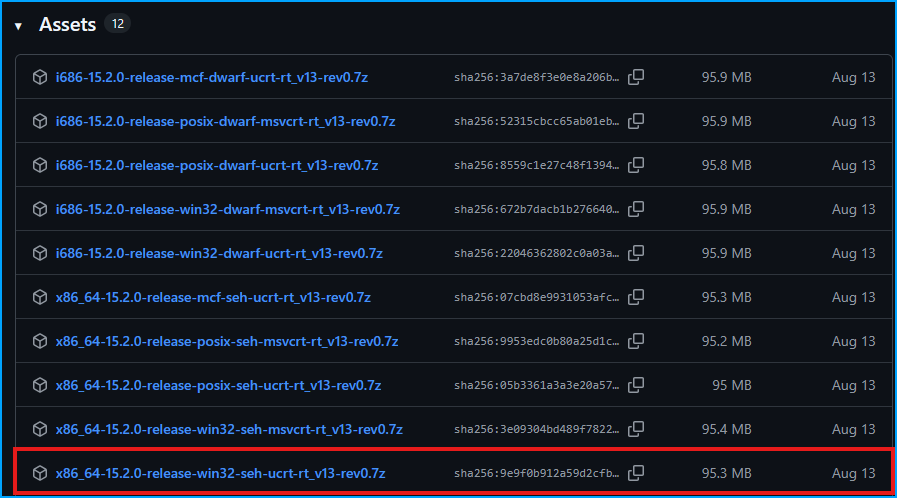 Assets 12
i686-15.2.0-release-mcf-dwarf-ucrt-rt_v13-rev0.7z sha256:3a7de8f3e0e8a206b… 95.9 MB Aug 13
i686-15.2.0-release-posix-dwarf-msvcrt-rt_v13-rev0.7z sha256:52315cbcc65ab01eb… 95.9 MB Aug 13
i686-15.2.0-release-posix-dwarf-ucrt-rt_v13-rev0.7z sha256:8559c1e27c48f1394… 95.8 MB Aug 13
i686-15.2.0-release-win32-dwarf-msvcrt-rt_v13-rev0.7z sha256:672b7dacb1b276640… 95.9 MB Aug 13
i686-15.2.0-release-win32-dwarf-ucrt-rt_v13-rev0.7z sha256:22046362802c0a03a… 95.9 MB Aug 13
x86_64-15.2.0-release-mcf-seh-ucrt-rt_v13-rev0.7z sha256:07cbd8e9931053afc… 95.3 MB Aug 13
x86_64-15.2.0-release-posix-seh-msvcrt-rt_v13-rev0.7z sha256:9953edc0b80a25d1c… 95.2 MB Aug 13
x86_64-15.2.0-release-posix-seh-ucrt-rt_v13-rev0.7z sha256:05b3361a3a3e20a57… 95 MB Aug 13
x86_64-15.2.0-release-win32-seh-msvcrt-rt_v13-rev0.7z sha256:3e09304bd489f7822… 95.4 MB Aug 13
x86_64-15.2.0-release-win32-seh-ucrt-rt_v13-rev0.7z sha256:9e9f0b912a59d2cfb… 95.3 MB Aug 13